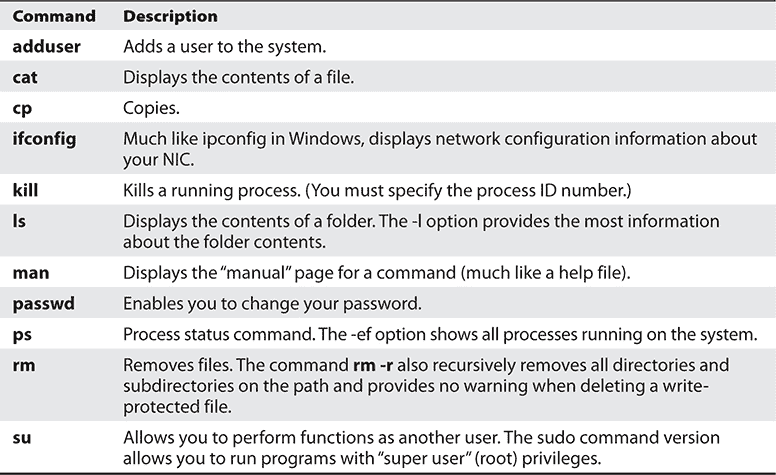 Command Description
adduser Adds a user to the system.
cat Displays the contents of a file.
cp Copies.
ifconfig Much like ipconfig in Windows, displays network configuration information about
your NIC.
kill Kills a running process. (You must specify the process ID number.)
ls Displays the contents of a folder. The -l option provides the most information
about the folder contents.
man Displays the “manual” page for a command (much like a help file).
passwd Enables you to change your password.
ps Process status command. The -ef option shows all processes running on the system.
rm Removes files. The command rm -r also recursively removes all directories and
subdirectories on the path and provides no warning when deleting a write-
protected file.
su Allows you to perform functions as another user. The sudo command version
allows you to run programs with “super user” (root) privileges.